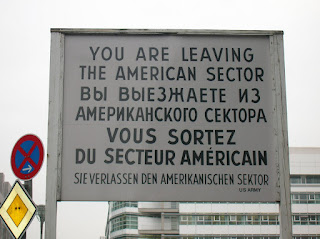 YOU ARE LEAVING
THE AMERICAN SECTOR
ВЫ ВЫЕЗЖАЕТЕ ИЗ
АМЕРИКАНСКОГО СЕКТОРА
VOUS SORTEZ
DU SECTEUR AMÉRICAIN
SIE VERLASSEN DEN AMERIKANISCHEN SEKTOR
US ARMY